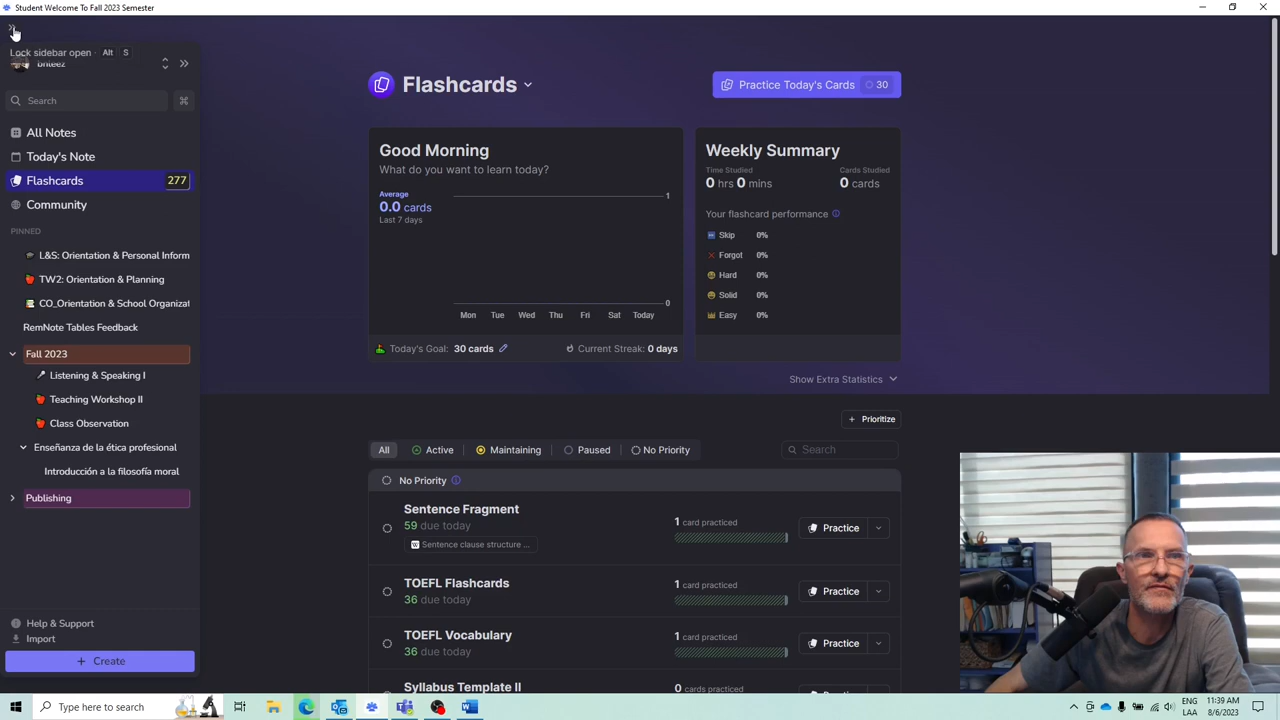 Student Welcome To Fall 2023 Semester
Lock sidebar open · Alt S
bnteez
Search
All Notes
Today's Note
Flashcards 277
Community
PINNED
L&S: Orientation & Personal Inform
TW2: Orientation & Planning
CO_Orientation & School Organizat
RemNote Tables Feedback
Fall 2023
Listening & Speaking I
Teaching Workshop II
Class Observation
Enseñanza de la ética profesional
Introducción a la filosofía moral
Publishing
Help & Support
Import
+ Create
Flashcards
Practice Today's Cards 30
Good Morning
What do you want to learn today?
Average
0.0 cards
Last 7 days
1
0
Mon Tue Wed Thu Fri Sat Today
Today's Goal: 30 cards
Current Streak: 0 days
Weekly Summary
Time Studied Cards Studied
0 hrs 0 mins 0 cards
Your flashcard performance
Skip 0%
Forgot 0%
Hard 0%
Solid 0%
Easy 0%
Show Extra Statistics
+ Prioritize
All Active Maintaining Paused No Priority Search
No Priority
Sentence Fragment
59 due today
Sentence clause structure ...
1 card practiced
Practice
TOEFL Flashcards
36 due today
1 card practiced
Practice
TOEFL Vocabulary
36 due today
1 card practiced
Practice
Syllabus Template II
0 cards practiced
Practice
Type here to search
LAA
11:39 AM
8/6/2023